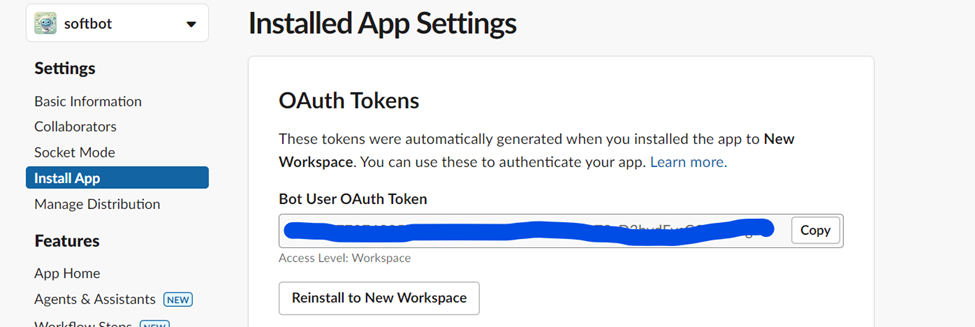 softbot
Installed App Settings
Settings
Basic Information
Collaborators
Socket Mode
Install App
Manage Distribution
Features
App Home
Agents & Assistants NEW
Workflow Steps NEW
OAuth Tokens
These tokens were automatically generated when you installed the app to New
Workspace. You can use these to authenticate your app. Learn more.
Bot User OAuth Token
Copy
Access Level: Workspace
Reinstall to New Workspace